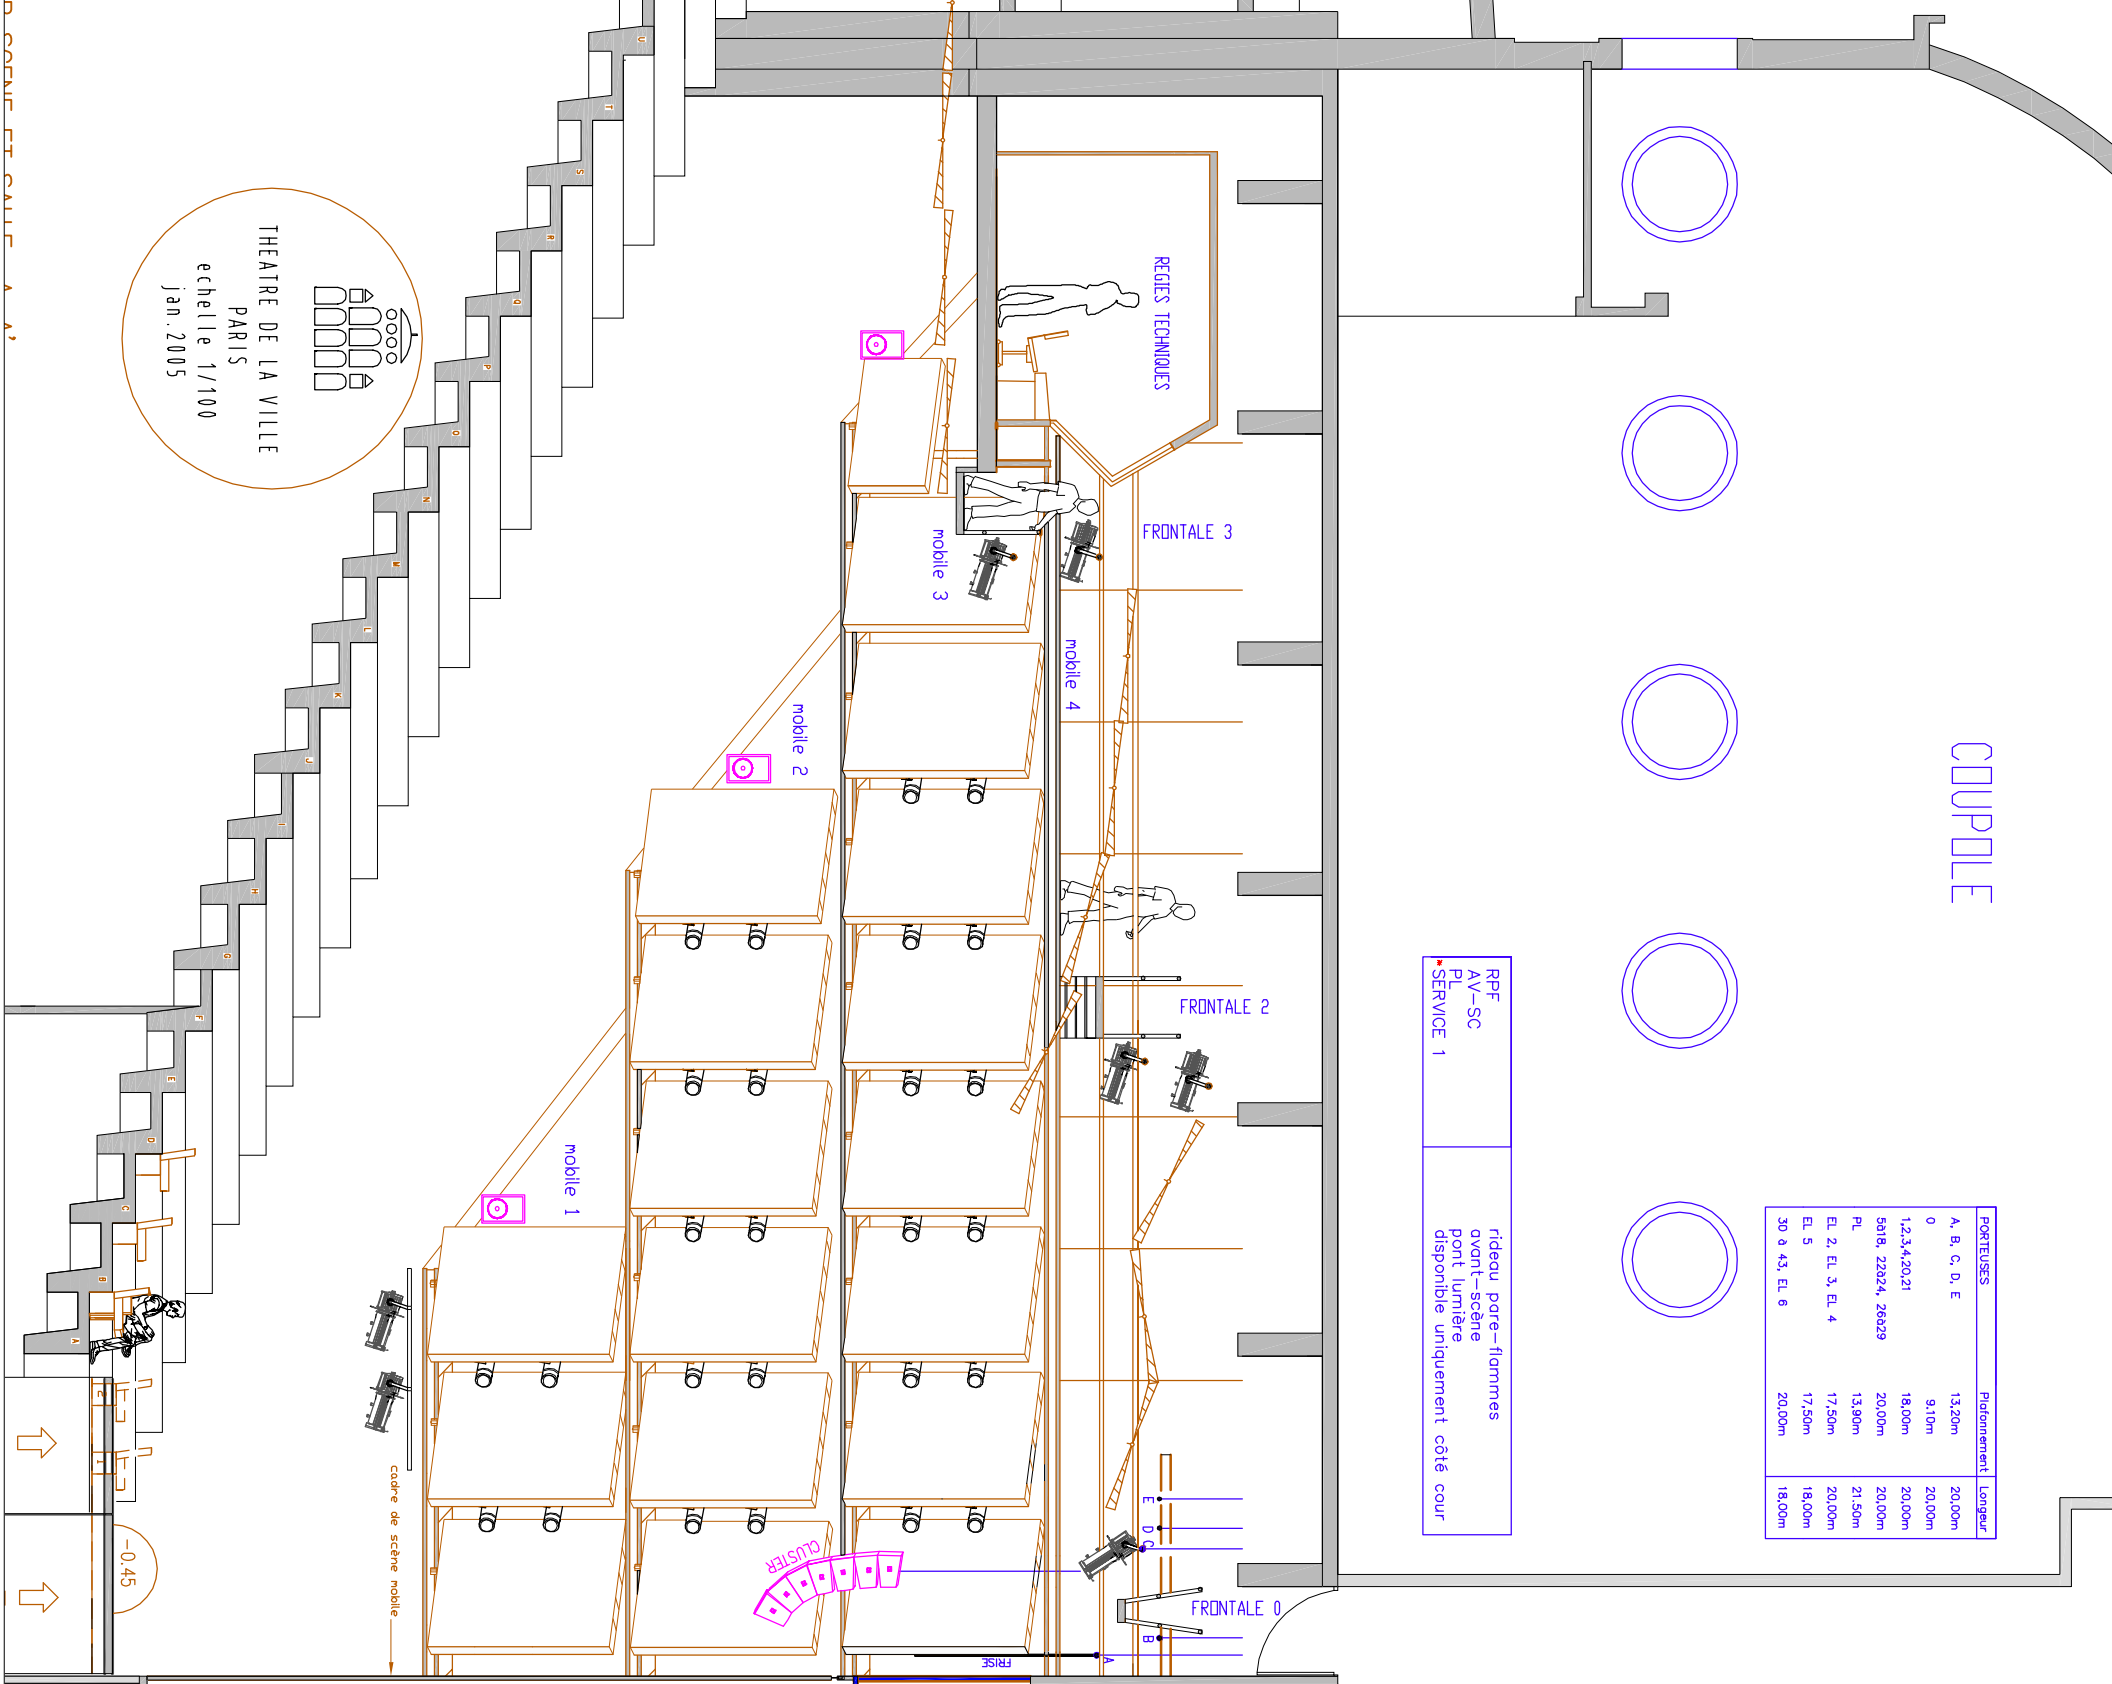 THEATRE DE LA VILLE
PARIS
echelle 1/100
jan.2005
U
T
S
R
Q
P
O
N
M
L
K
J
I
H
G
F
E
D
C
B
A
2
1
-0.45
REGIES TECHNIQUES
FRONTALE 3
mobile 3
mobile 4
mobile 2
mobile 1
FRONTALE 2
FRONTALE 0
CLUSTER
FRISE
cadre de scène mobile
E
D
C
B
A
COUPOLE
RPF rideau pare-flammes
AV-SC avant-scène
PL pont lumière
*SERVICE 1 disponible uniquement côté cour
PORTEUSES Plafonnement Longeur
A, B, C, D, E 13,20m 20,00m
0 9,10m 20,00m
1,2,3,4,20,21 18,00m 20,00m
5à18, 22à24, 26à29 20,00m 20,00m
PL 13,90m 21.50m
EL 2, EL 3, EL 4 17,50m 20,00m
EL 5 17,50m 18,00m
30 à 43, EL 6 20,00m 18,00m